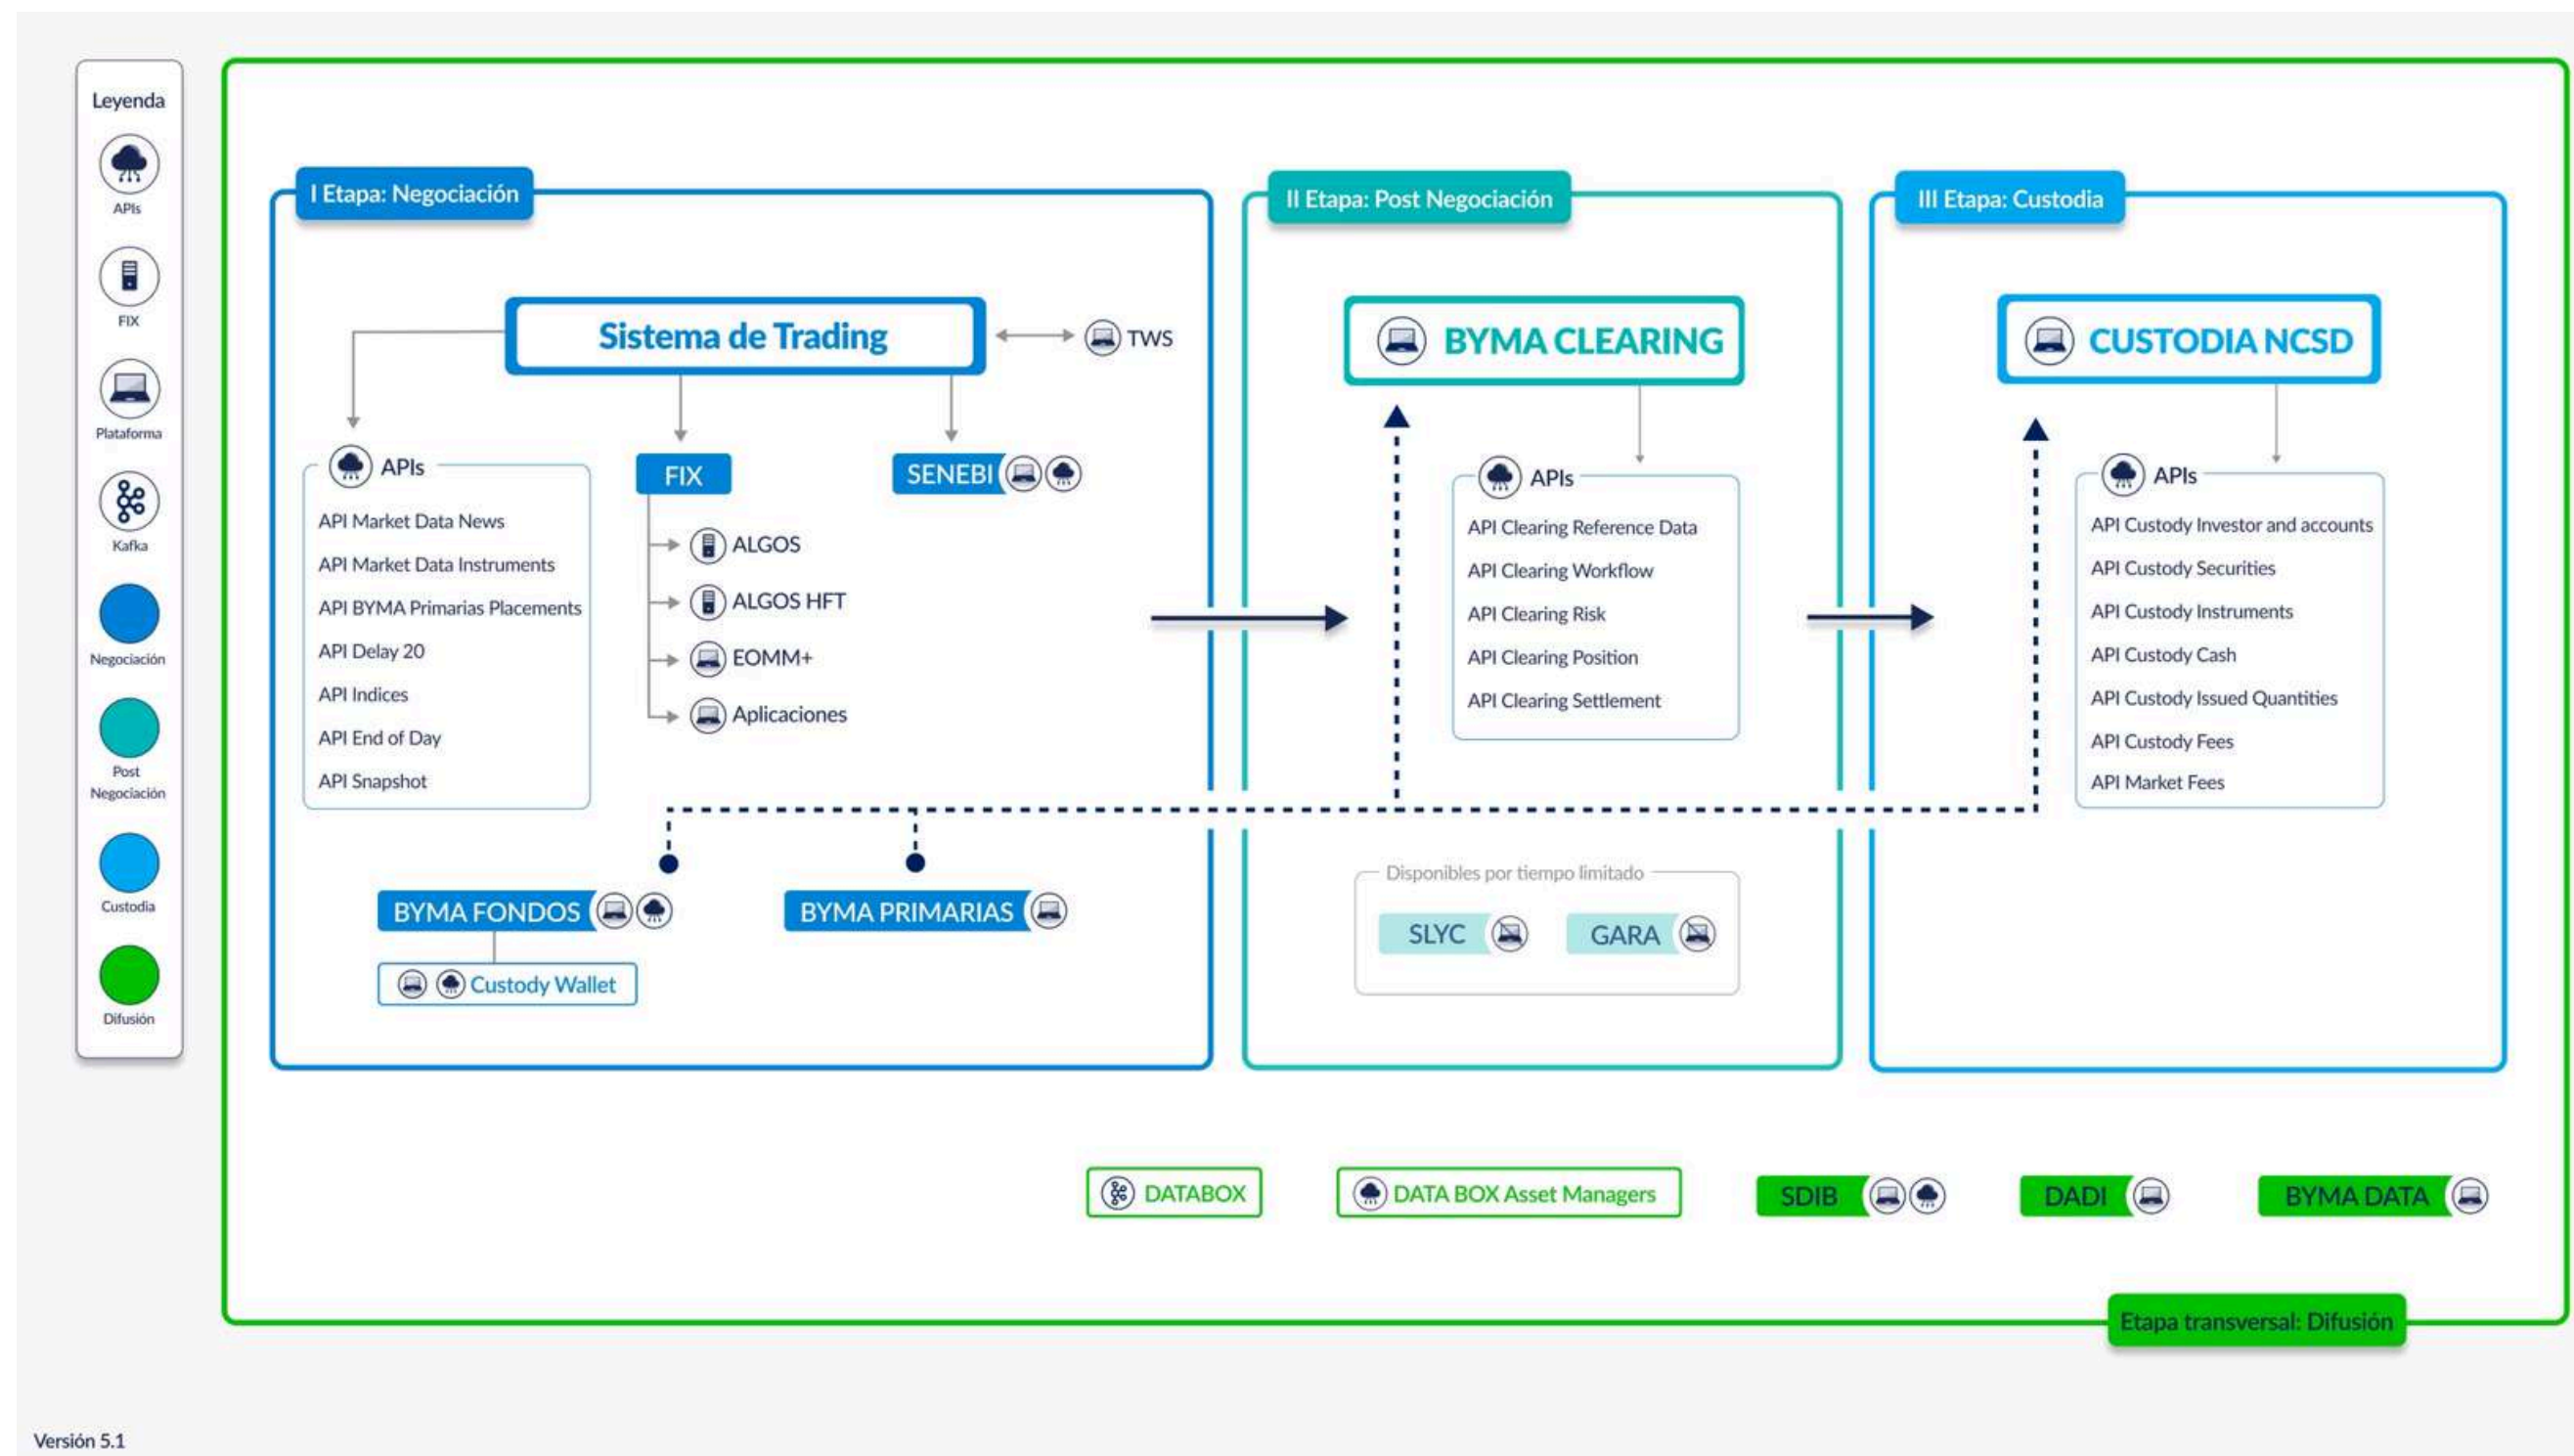 Leyenda
APIs
FIX
Plataforma
Kafka
Negociación
Post
Negociación
Custodia
Difusión
I Etapa: Negociación
Sistema de Trading
TWS
APIs
API Market Data News
API Market Data Instruments
API BYMA Primarias Placements
API Delay 20
API Indices
API End of Day
API Snapshot
FIX
ALGOS
ALGOS HFT
EOMM+
Aplicaciones
SENEBI
BYMA FONDOS
Custody Wallet
BYMA PRIMARIAS
II Etapa: Post Negociación
BYMA CLEARING
APIs
API Clearing Reference Data
API Clearing Workflow
API Clearing Risk
API Clearing Position
API Clearing Settlement
Disponibles por tiempo limitado
SLYC
GARA
III Etapa: Custodia
CUSTODIA NCSD
APIs
API Custody Investor and accounts
API Custody Securities
API Custody Instruments
API Custody Cash
API Custody Issued Quantities
API Custody Fees
API Market Fees
DATABOX
DATA BOX Asset Managers
SDIB
DADI
BYMA DATA
Etapa transversal: Difusión
Versión 5.1